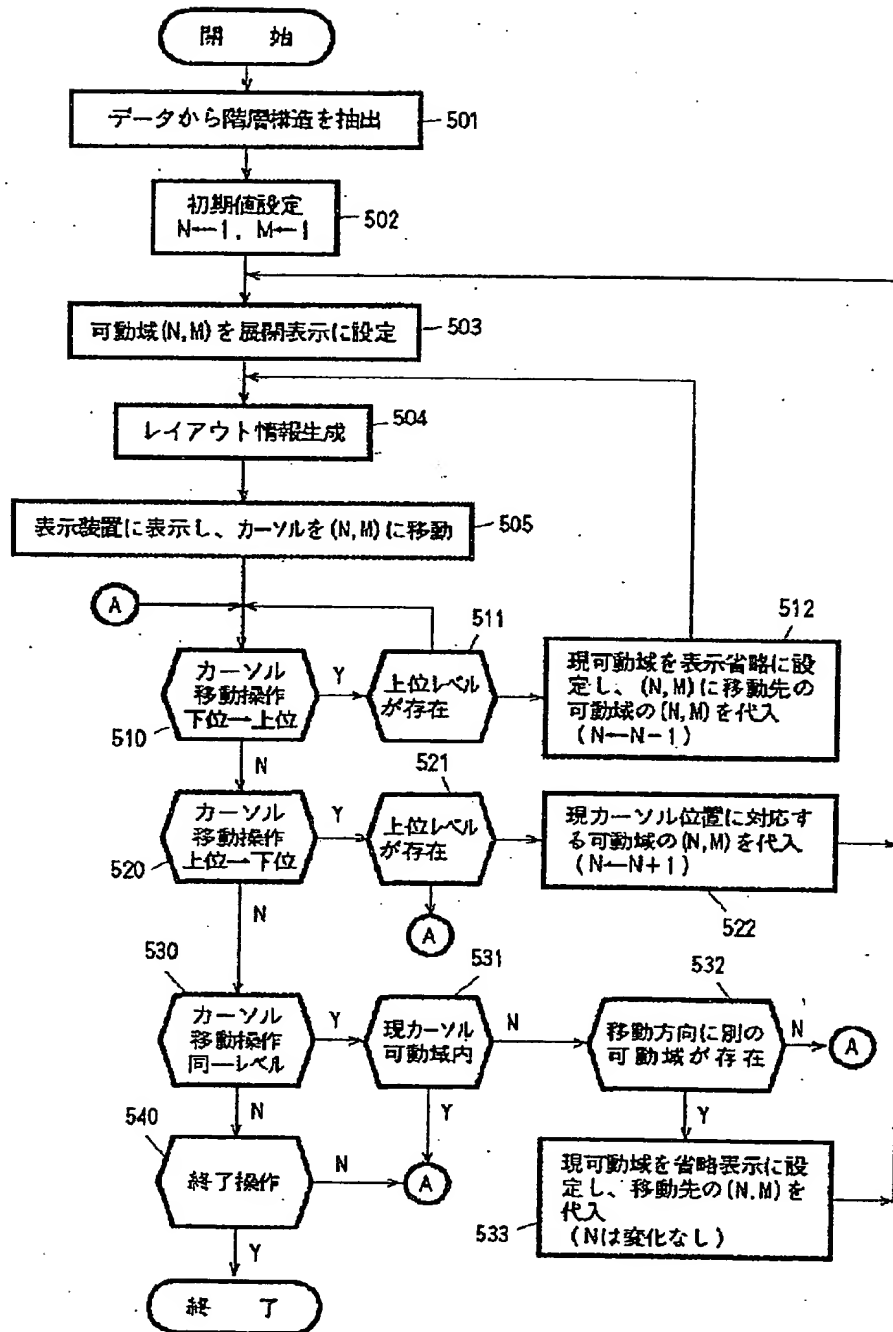 開 始
データから階層構造を抽出
501
初期値設定
N←1, M←1
502
可動域(N,M)を展開表示に設定
503
レイアウト情報生成
504
表示装置に表示し、カーソルを(N,M)に移動
505
A
カーソル
移動操作
下位→上位
510
Y
N
511
上位レベル
が存在
512
現可動域を表示省略に設
定し、(N,M)に移動先の
可動域の(N,M)を代入
(N←N-1)
カーソル
移動操作
上位→下位
520
Y
N
521
上位レベル
が存在
A
現カーソル位置に対応す
る可動域の(N,M)を代入
(N←N+1)
522
530
カーソル
移動操作
同一レベル
Y
N
531
現カーソル
可動域内
N
Y
532
移動方向に別の
可動域が存在
N
A
Y
現可動域を省略表示に設
定し、移動先の(N,M)を
代入
(Nは変化なし)
533
540
終了操作
N
A
Y
終 了